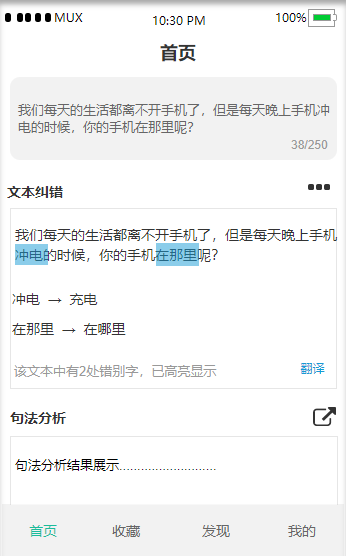 MUX 10:30 PM 100%
首页
我们每天的生活都离不开手机了，但是每天晚上手机冲
电的时候，你的手机在那里呢?
38/250
文本纠错
我们每天的生活都离不开手机了，但是每天晚上手机
冲电的时候，你的手机在那里呢?
冲电 → 充电
在那里 → 在哪里
该文本中有2处错别字，已高亮显示 翻译
句法分析
句法分析结果展示...........................
首页 收藏 发现 我的